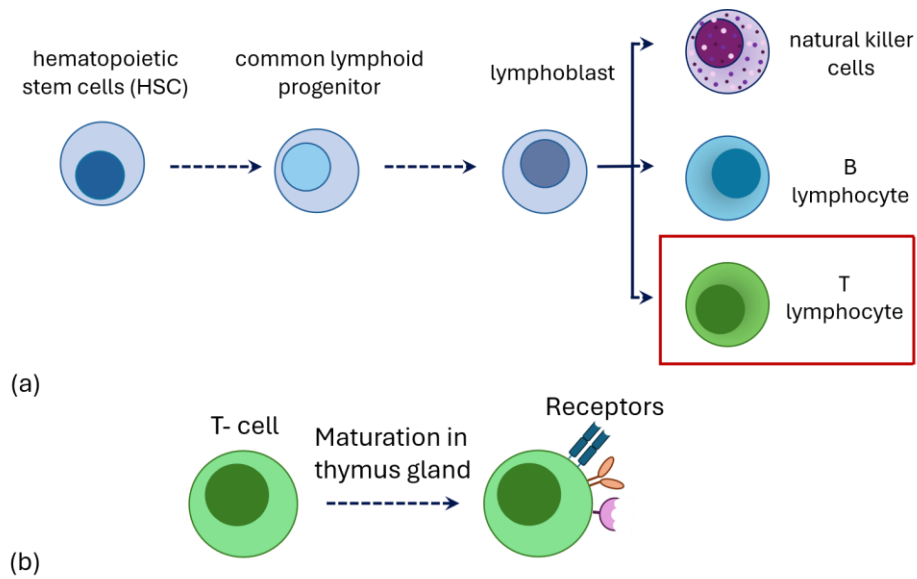 hematopoietic
stem cells (HSC)
common lymphoid
progenitor
lymphoblast
natural killer
cells
B
lymphocyte
T
lymphocyte
(a)
T- cell
Maturation in
thymus gland
Receptors
(b)